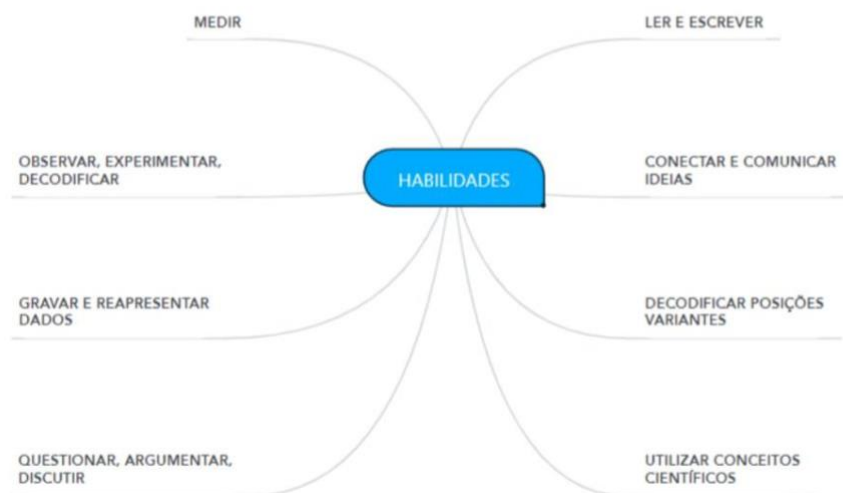 MEDIR
LER E ESCREVER
OBSERVAR, EXPERIMENTAR,
DECODIFICAR
HABILIDADES
CONECTAR E COMUNICAR
IDEIAS
GRAVAR E REAPRESENTAR
DADOS
DECODIFICAR POSIÇÕES
VARIANTES
QUESTIONAR, ARGUMENTAR,
DISCUTIR
UTILIZAR CONCEITOS
CIENTÍFICOS